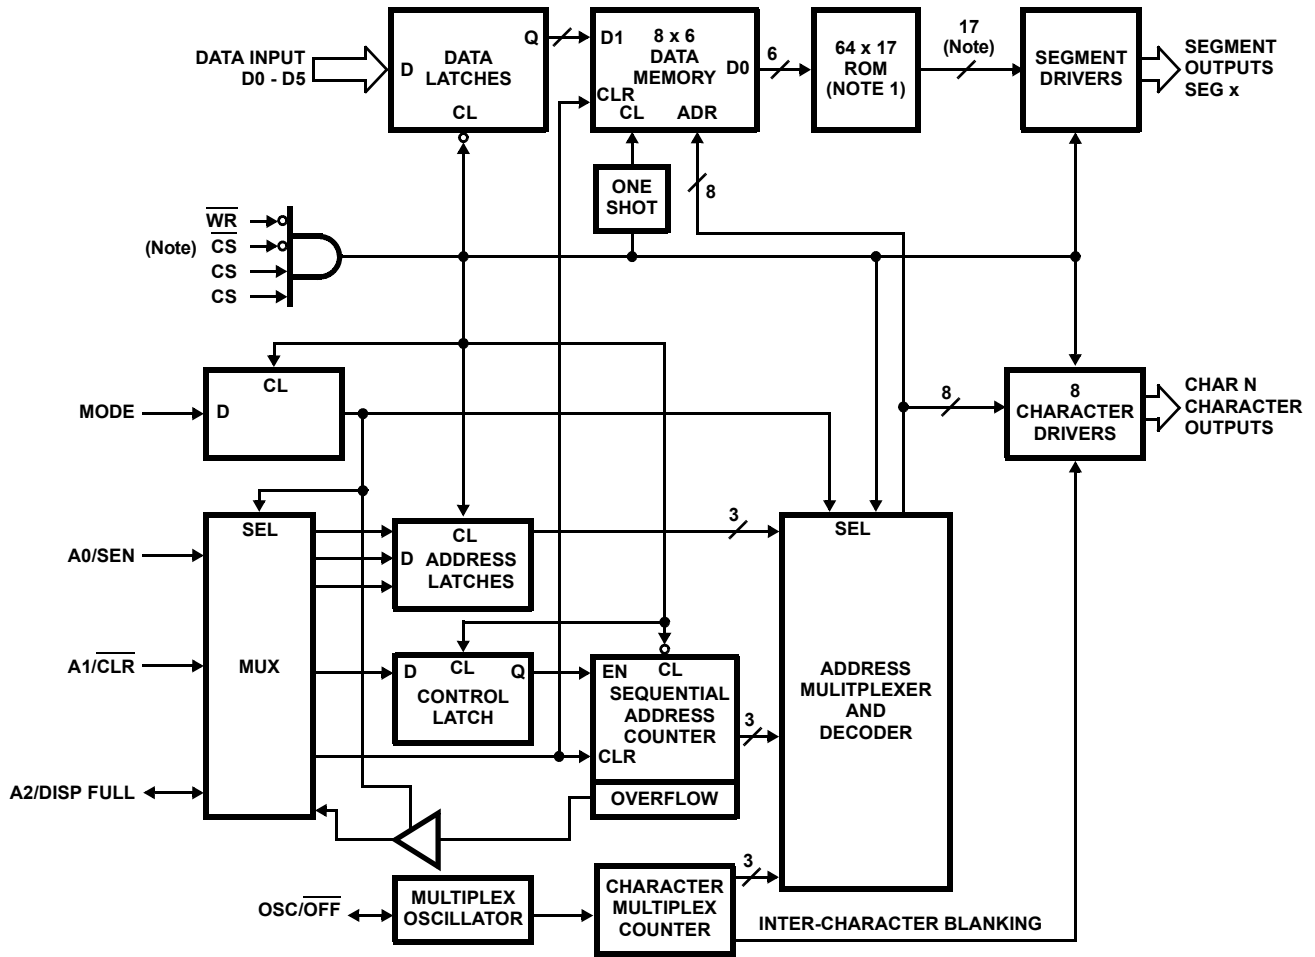 DATA INPUT
D0 - D5
D
Q
DATA
LATCHES
CL
D1
8 x 6
DATA
MEMORY
D0
CLR
CL
ADR
6
64 x 17
ROM
(NOTE 1)
17
(Note)
SEGMENT
DRIVERS
SEGMENT
OUTPUTS
SEG x
ONE
SHOT
8
(Note)
W̅R̅
C̅S̅
CS
CS
MODE
CL
D
8
8
CHARACTER
DRIVERS
CHAR N
CHARACTER
OUTPUTS
A0/SEN
A1/C̅L̅R̅
A2/DISP FULL
SEL
MUX
CL
D
ADDRESS
LATCHES
3
SEL
ADDRESS
MULITPLEXER
AND
DECODER
D
CL
Q
CONTROL
LATCH
EN
CL
SEQUENTIAL
ADDRESS
COUNTER
CLR
OVERFLOW
3
OSC/O̅F̅F̅
MULTIPLEX
OSCILLATOR
CHARACTER
MULTIPLEX
COUNTER
3
INTER-CHARACTER BLANKING